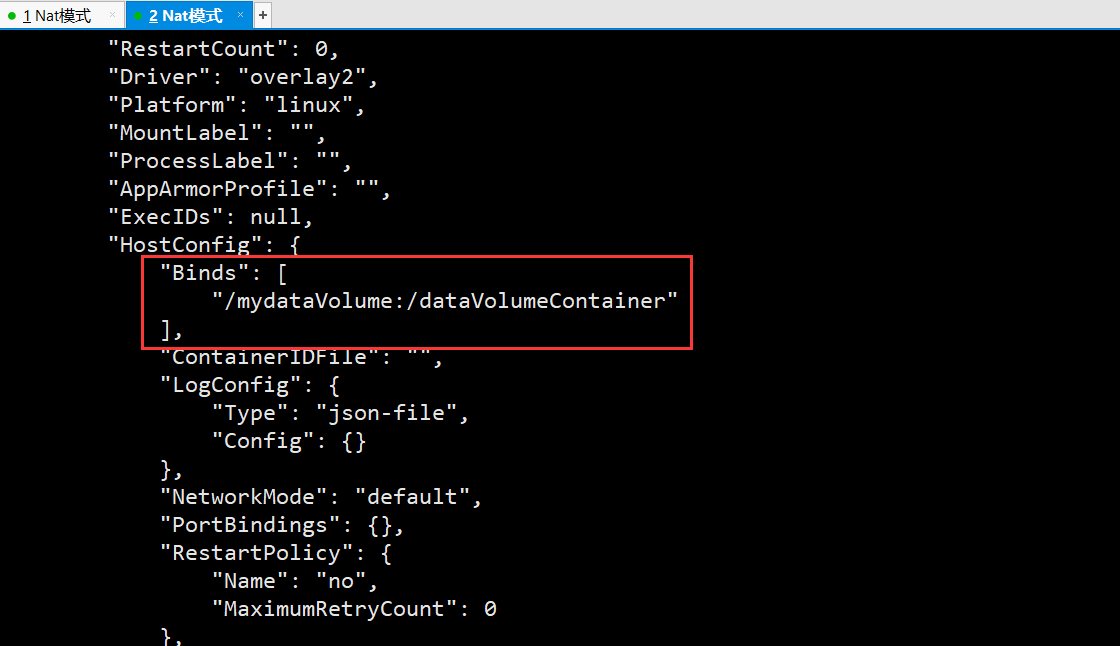 1 Nat模式 × 2 Nat模式 × +
"RestartCount": 0,
"Driver": "overlay2",
"Platform": "linux",
"MountLabel": "",
"ProcessLabel": "",
"AppArmorProfile": "",
"ExecIDs": null,
"HostConfig": {
"Binds": [
"/mydataVolume:/dataVolumeContainer"
],
"ContainerIDFile": "",
"LogConfig": {
"Type": "json-file",
"Config": {}
},
"NetworkMode": "default",
"PortBindings": {},
"RestartPolicy": {
"Name": "no",
"MaximumRetryCount": 0
},